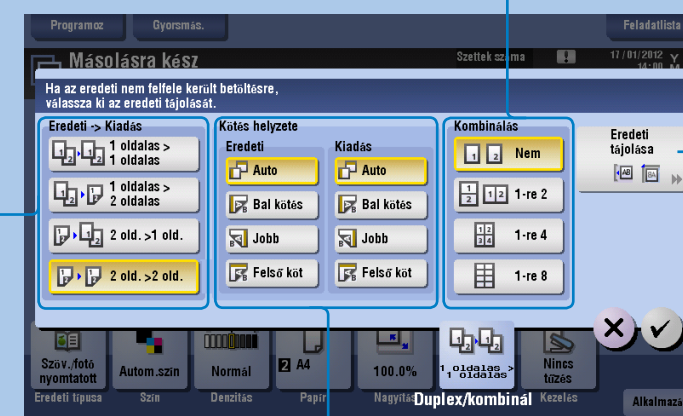 Programoz
Gyorsmás.
Feladatlista
Másolásra kész
Szettek száma
17/01/2012
14:00
Ha az eredeti nem felfele került betöltésre,
válassza ki az eredeti tájolását.
Eredeti -> Kiadás
1 oldalas >
1 oldalas
1 oldalas >
2 oldalas
2 old. >1 old.
2 old. >2 old.
Kötés helyzete
Eredeti
Kiadás
Auto
Auto
Bal kötés
Bal kötés
Jobb
Jobb
Felső köt
Felső köt
Kombinálás
Nem
1-re 2
1-re 4
1-re 8
Eredeti
tájolása
Szöv./fotó
nyomtatott
Autom.szín
Normál
2 A4
100.0%
1 oldalas >
1 oldalas
Nincs
tűzés
Eredeti típusa
Szín
Denzitás
Papír
Nagyítás
Duplex/kombinál
Kezelés
Alkalmazá